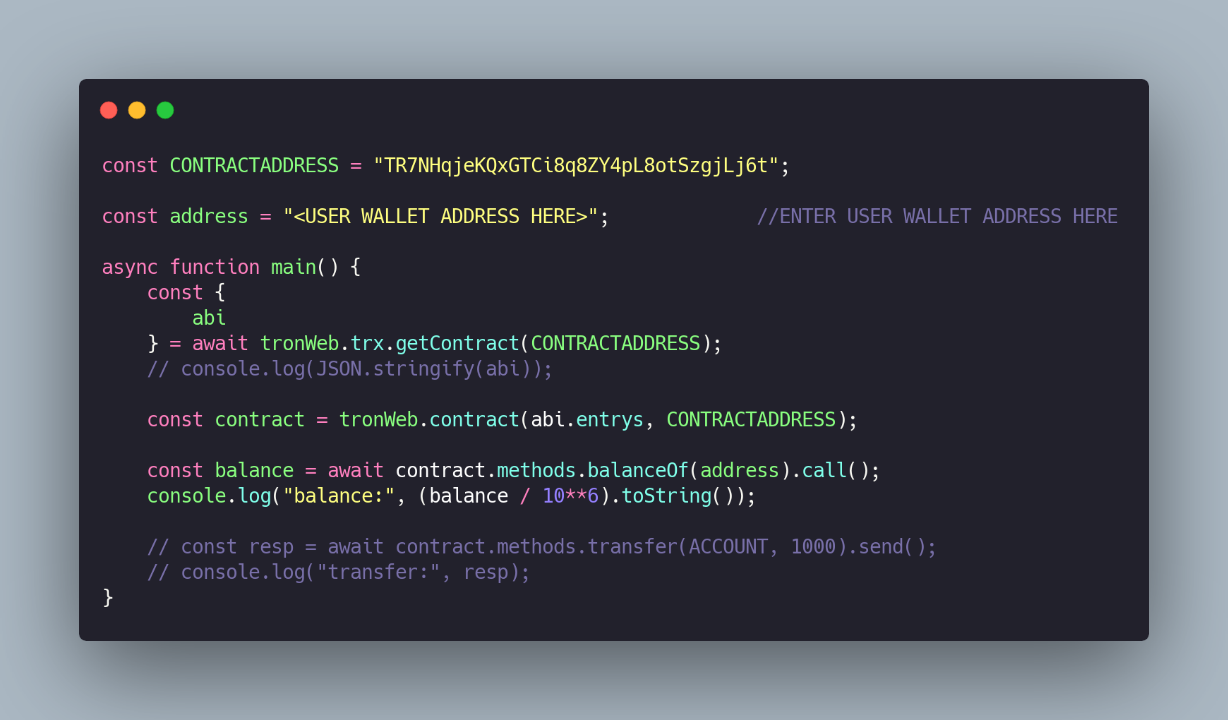 const CONTRACTADDRESS = "TR7NHqjeKQxGTCi8q8ZY4pL8otSzgjLj6t";
const address = "<USER WALLET ADDRESS HERE>";             //ENTER USER WALLET ADDRESS HERE
async function main() {
    const {
        abi
    } = await tronWeb.trx.getContract(CONTRACTADDRESS);
    // console.log(JSON.stringify(abi));
    const contract = tronWeb.contract(abi.entrys, CONTRACTADDRESS);
    const balance = await contract.methods.balanceOf(address).call();
    console.log("balance:", (balance / 10**6).toString());
    // const resp = await contract.methods.transfer(ACCOUNT, 1000).send();
    // console.log("transfer:", resp);
}